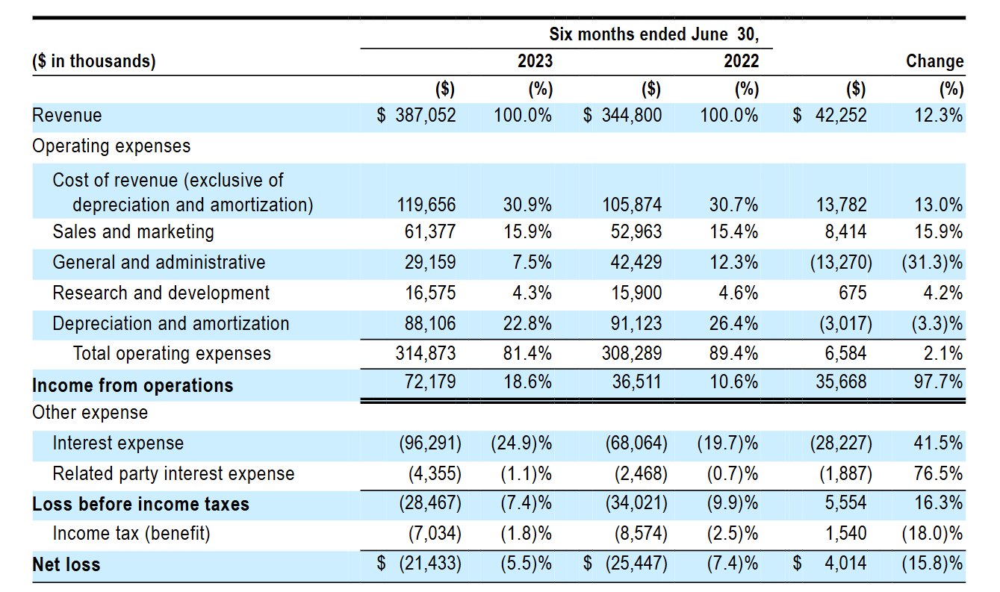 Six months ended June 30,
($ in thousands) 2023 2022 Change
($) (%) ($) (%) ($) (%)
Revenue $ 387,052 100.0% $ 344,800 100.0% $ 42,252 12.3%
Operating expenses
Cost of revenue (exclusive of
depreciation and amortization) 119,656 30.9% 105,874 30.7% 13,782 13.0%
Sales and marketing 61,377 15.9% 52,963 15.4% 8,414 15.9%
General and administrative 29,159 7.5% 42,429 12.3% (13,270) (31.3)%
Research and development 16,575 4.3% 15,900 4.6% 675 4.2%
Depreciation and amortization 88,106 22.8% 91,123 26.4% (3,017) (3.3)%
Total operating expenses 314,873 81.4% 308,289 89.4% 6,584 2.1%
Income from operations 72,179 18.6% 36,511 10.6% 35,668 97.7%
Other expense
Interest expense (96,291) (24.9)% (68,064) (19.7)% (28,227) 41.5%
Related party interest expense (4,355) (1.1)% (2,468) (0.7)% (1,887) 76.5%
Loss before income taxes (28,467) (7.4)% (34,021) (9.9)% 5,554 16.3%
Income tax (benefit) (7,034) (1.8)% (8,574) (2.5)% 1,540 (18.0)%
Net loss $ (21,433) (5.5)% $ (25,447) (7.4)% $ 4,014 (15.8)%